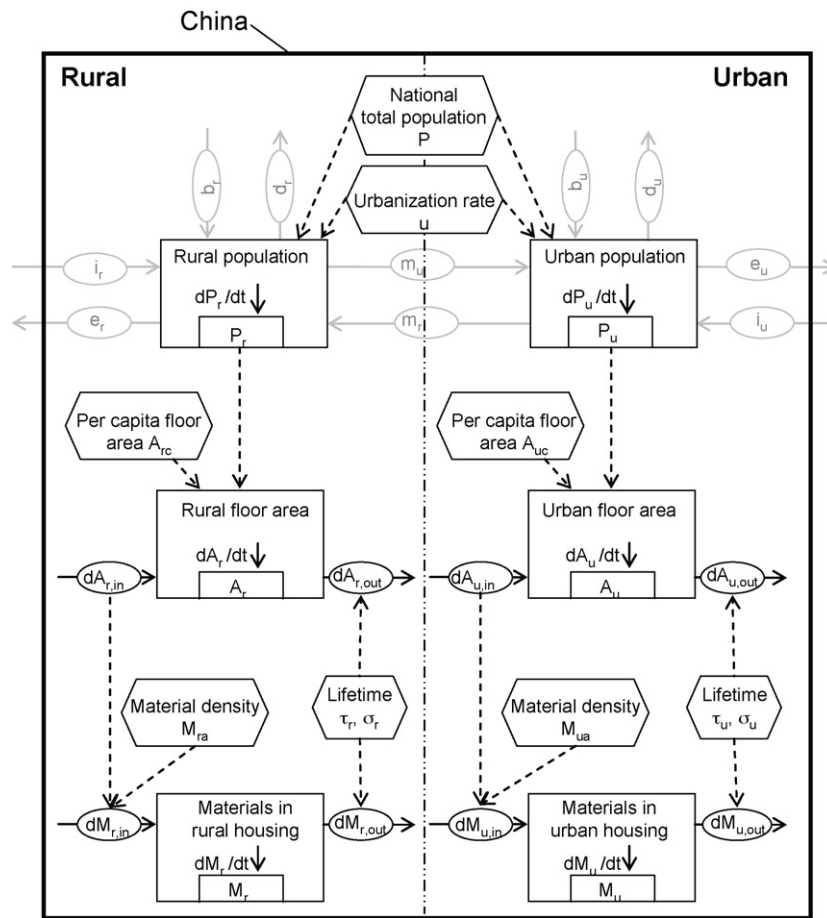 China
Rural
Urban
National
total population
P
Urbanization rate
u
b_r
d_r
b_u
d_u
Rural population
dP_r/dt
P_r
Urban population
dP_u/dt
P_u
i_r
e_r
m_u
m_r
e_u
i_u
Per capita floor
area A_rc
Per capita floor
area A_uc
Rural floor area
dA_r/dt
A_r
Urban floor area
dA_u/dt
A_u
dA_r,in
dA_r,out
dA_u,in
dA_u,out
Material density
M_ra
Lifetime
τ_r, σ_r
Material density
M_ua
Lifetime
τ_u, σ_u
Materials in
rural housing
dM_r/dt
M_r
Materials in
urban housing
dM_u/dt
M_u
dM_r,in
dM_r,out
dM_u,in
dM_u,out